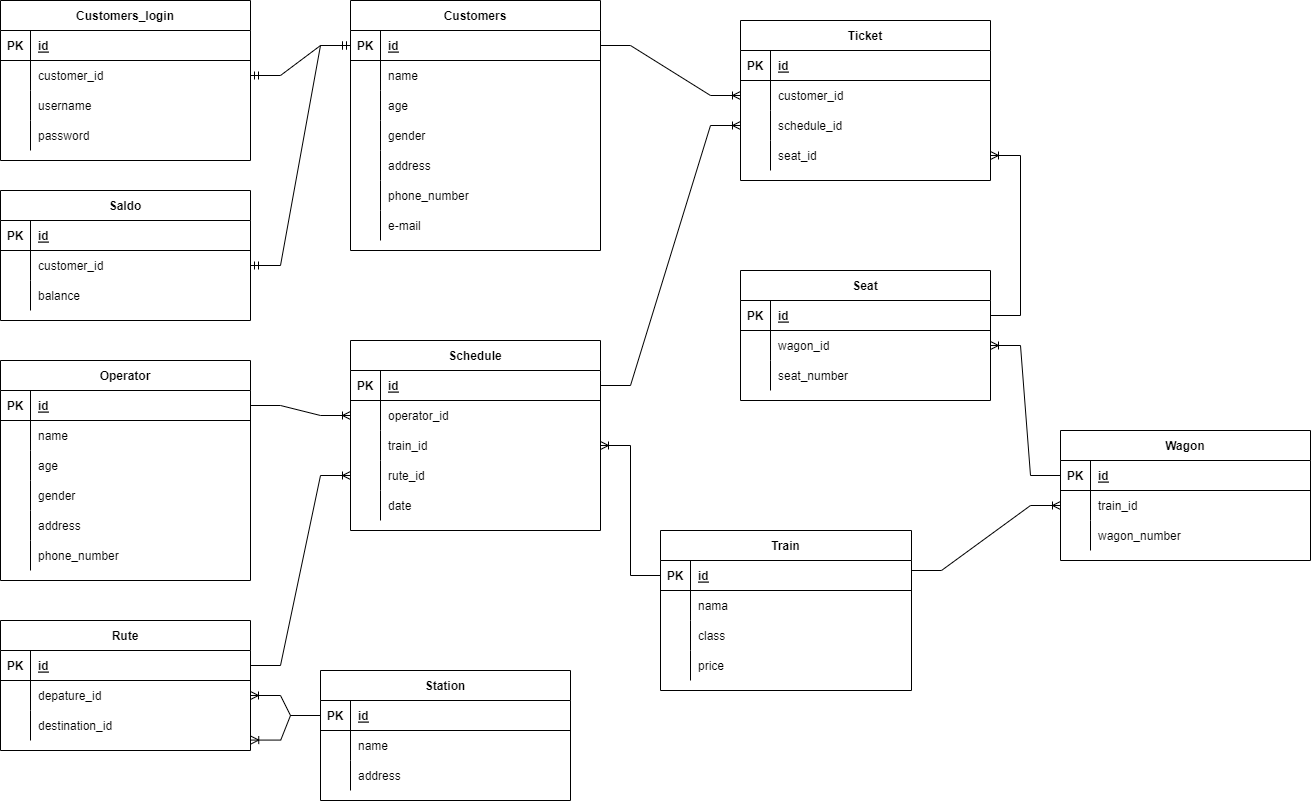 Customers_login
PK id
customer_id
username
password
Customers
PK id
name
age
gender
address
phone_number
e-mail
Ticket
PK id
customer_id
schedule_id
seat_id
Saldo
PK id
customer_id
balance
Seat
PK id
wagon_id
seat_number
Operator
PK id
name
age
gender
address
phone_number
Schedule
PK id
operator_id
train_id
rute_id
date
Wagon
PK id
train_id
wagon_number
Train
PK id
nama
class
price
Rute
PK id
depature_id
destination_id
Station
PK id
name
address